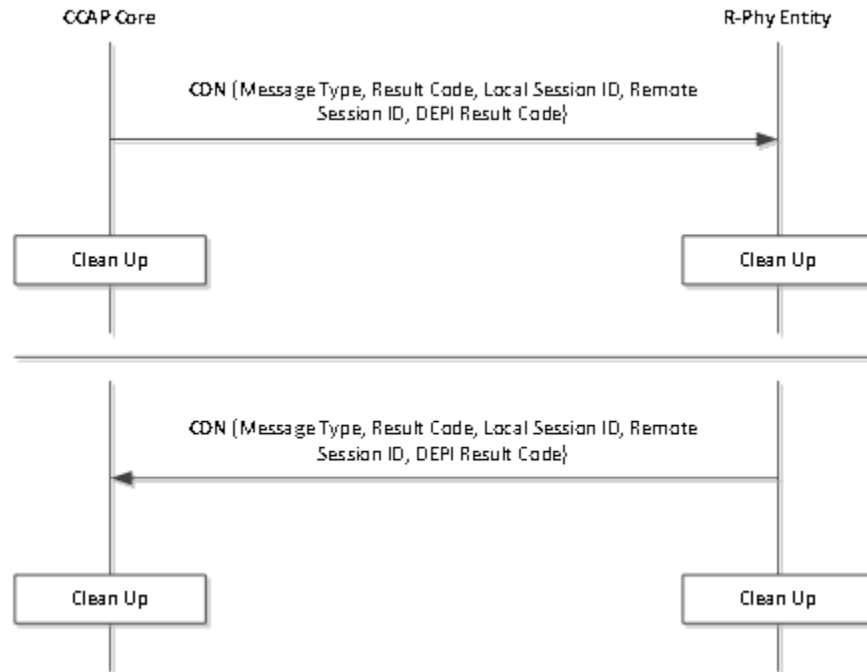 CCAP Core
R-Phy Entity
CDN {Message Type, Result Code, Local Session ID, Remote
Session ID, DEPI Result Code}
Clean Up
Clean Up
CDN {Message Type, Result Code, Local Session ID, Remote
Session ID, DEPI Result Code}
Clean Up
Clean Up